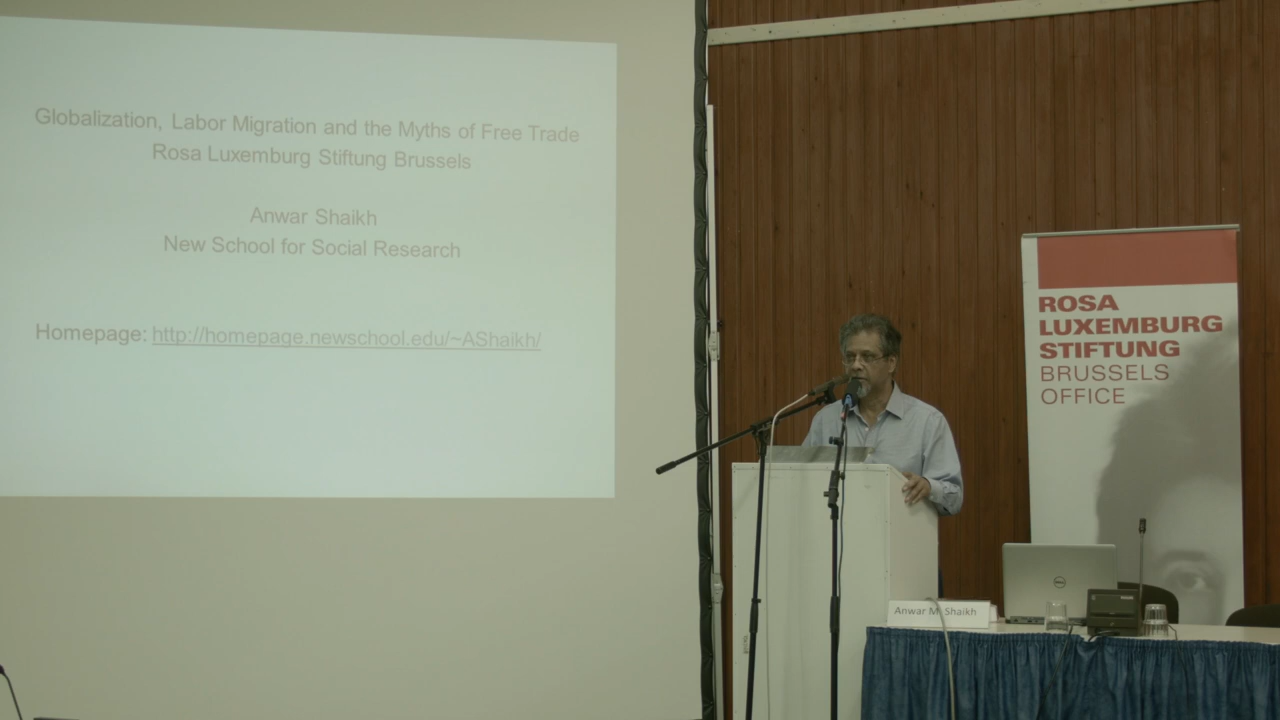 Globalization, Labor Migration and the Myths of Free Trade
Rosa Luxemburg Stiftung Brussels
Anwar Shaikh
New School for Social Research
Homepage: http://homepage.newschool.edu/~AShaikh/
ROSA
LUXEMBURG
STIFTUNG
BRUSSELS
OFFICE
Anwar M. Shaikh
DELL